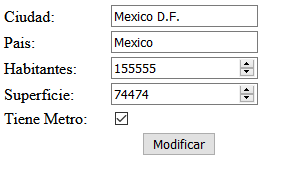 Ciudad: Mexico D.F.
Pais: Mexico
Habitantes: 155555
Superficie: 74474
Tiene Metro:
Modificar